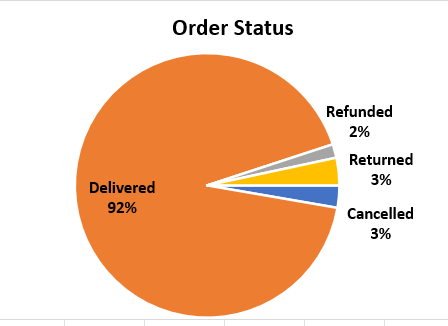 Order Status
Refunded
2%
Returned
3%
Delivered
92%
Cancelled
3%